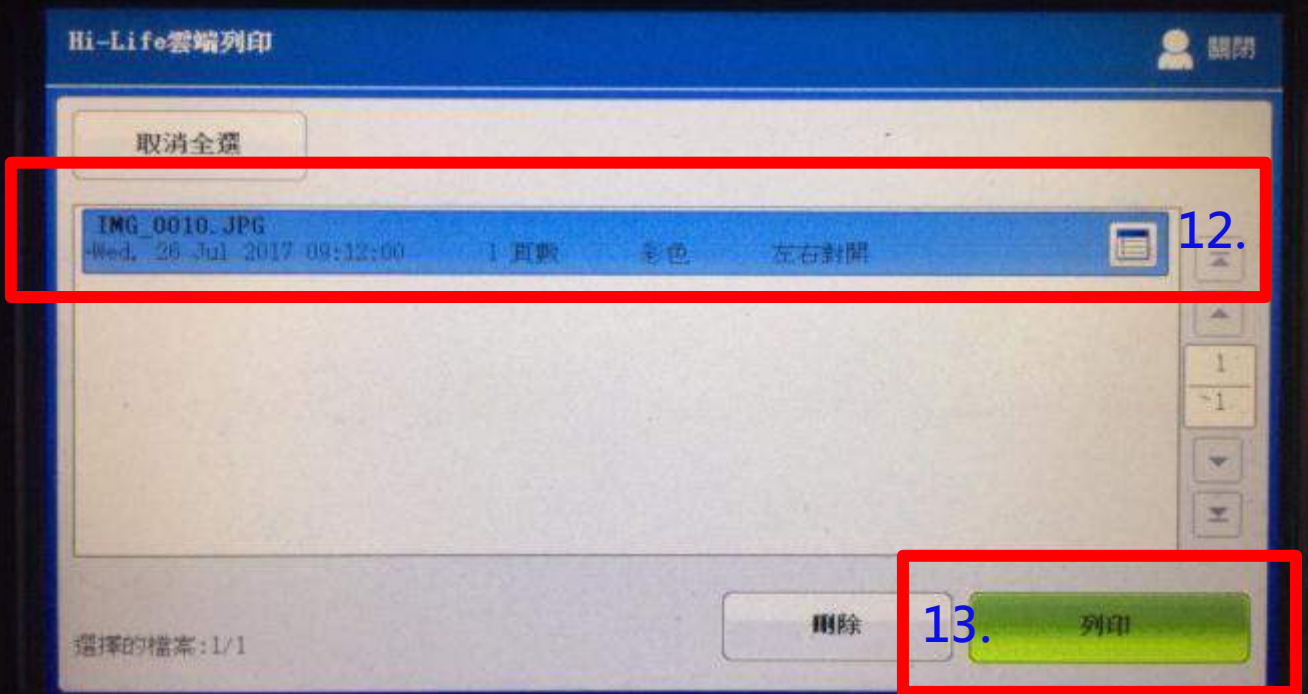 Hi-Life雲端列印
關閉
取消全選
IMG_0010.JPG
-Wed, 26 Jul 2017 09:12:00 1 頁數 彩色 左右對開
12.
1
~1
刪除
13.
列印
選擇的檔案:1/1